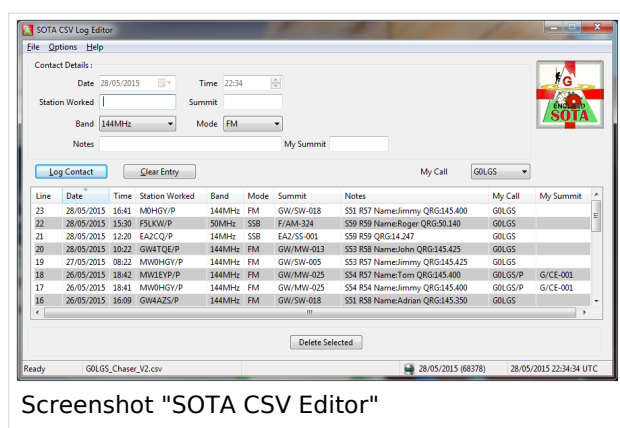 SOTA CSV Log Editor
File Options Help
Contact Details :
Date 28/05/2015 Time 22:34
Station Worked Summit
Band 144MHz Mode FM
Notes My Summit
G
ENGLAND
SOTA
Log Contact Clear Entry My Call G0LGS
Line Date Time Station Worked Band Mode Summit Notes My Call My Summit
23 28/05/2015 16:41 M0HGY/P 144MHz FM GW/SW-018 S51 R57 Name:Jimmy QRG:145.400 G0LGS
22 28/05/2015 15:30 F5LKW/P 50MHz SSB F/AM-324 S59 R59 Name:Roger QRG:50.140 G0LGS
21 28/05/2015 12:20 EA2CQ/P 14MHz SSB EA2/SS-001 S59 R59 QRG:14.247 G0LGS
20 28/05/2015 10:22 GW4TQE/P 144MHz FM GW/MW-013 S53 R58 Name:John QRG:145.425 G0LGS
19 27/05/2015 08:22 MW0HGY/P 144MHz FM GW/SW-005 S53 R57 Name:Jimmy QRG:145.425 G0LGS
18 26/05/2015 18:42 MW1EYP/P 144MHz FM GW/MW-025 S54 R57 Name:Tom QRG:145.400 G0LGS/P G/CE-001
17 26/05/2015 18:41 MW0HGY/P 144MHz FM GW/MW-025 S54 R54 Name:Jimmy QRG:145.400 G0LGS/P G/CE-001
16 26/05/2015 16:09 GW4AZS/P 144MHz FM GW/SW-018 S51 R58 Name:Adrian QRG:145.350 G0LGS
Delete Selected
Ready G0LGS_Chaser_V2.csv 28/05/2015 (68378) 28/05/2015 22:34:34 UTC
Screenshot "SOTA CSV Editor"